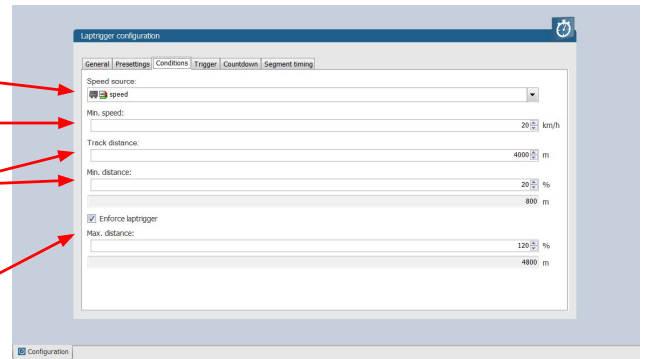 Laptrigger configuration
General Presettings Conditions Trigger Countdown Segment timing
Speed source:
speed
Min. speed:
20 km/h
Track distance:
4000 m
Min. distance:
20 %
800 m
Enforce laptrigger
Max. distance:
120 %
4800 m
Configuration